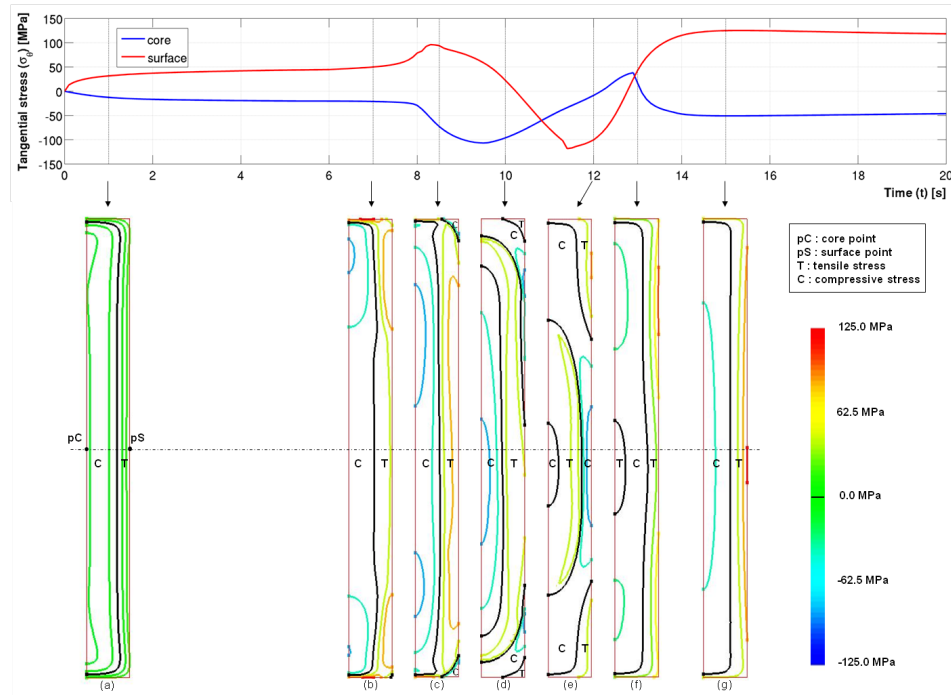 Tangential stress (σθ) [MPa]
150
100
50
0
-50
-100
-150
core
surface
0
2
4
6
8
10
12
14
16
18
20
Time (t) [s]
pC : core point
pS : surface point
T : tensile stress
C : compressive stress
125.0 MPa
62.5 MPa
0.0 MPa
-62.5 MPa
-125.0 MPa
pC
pS
C T
C T
C
C T
C
T
C
C T
C
T
C T
C T C
C T
T C T
C T
(a)
(b)
(c)
(d)
(e)
(f)
(g)